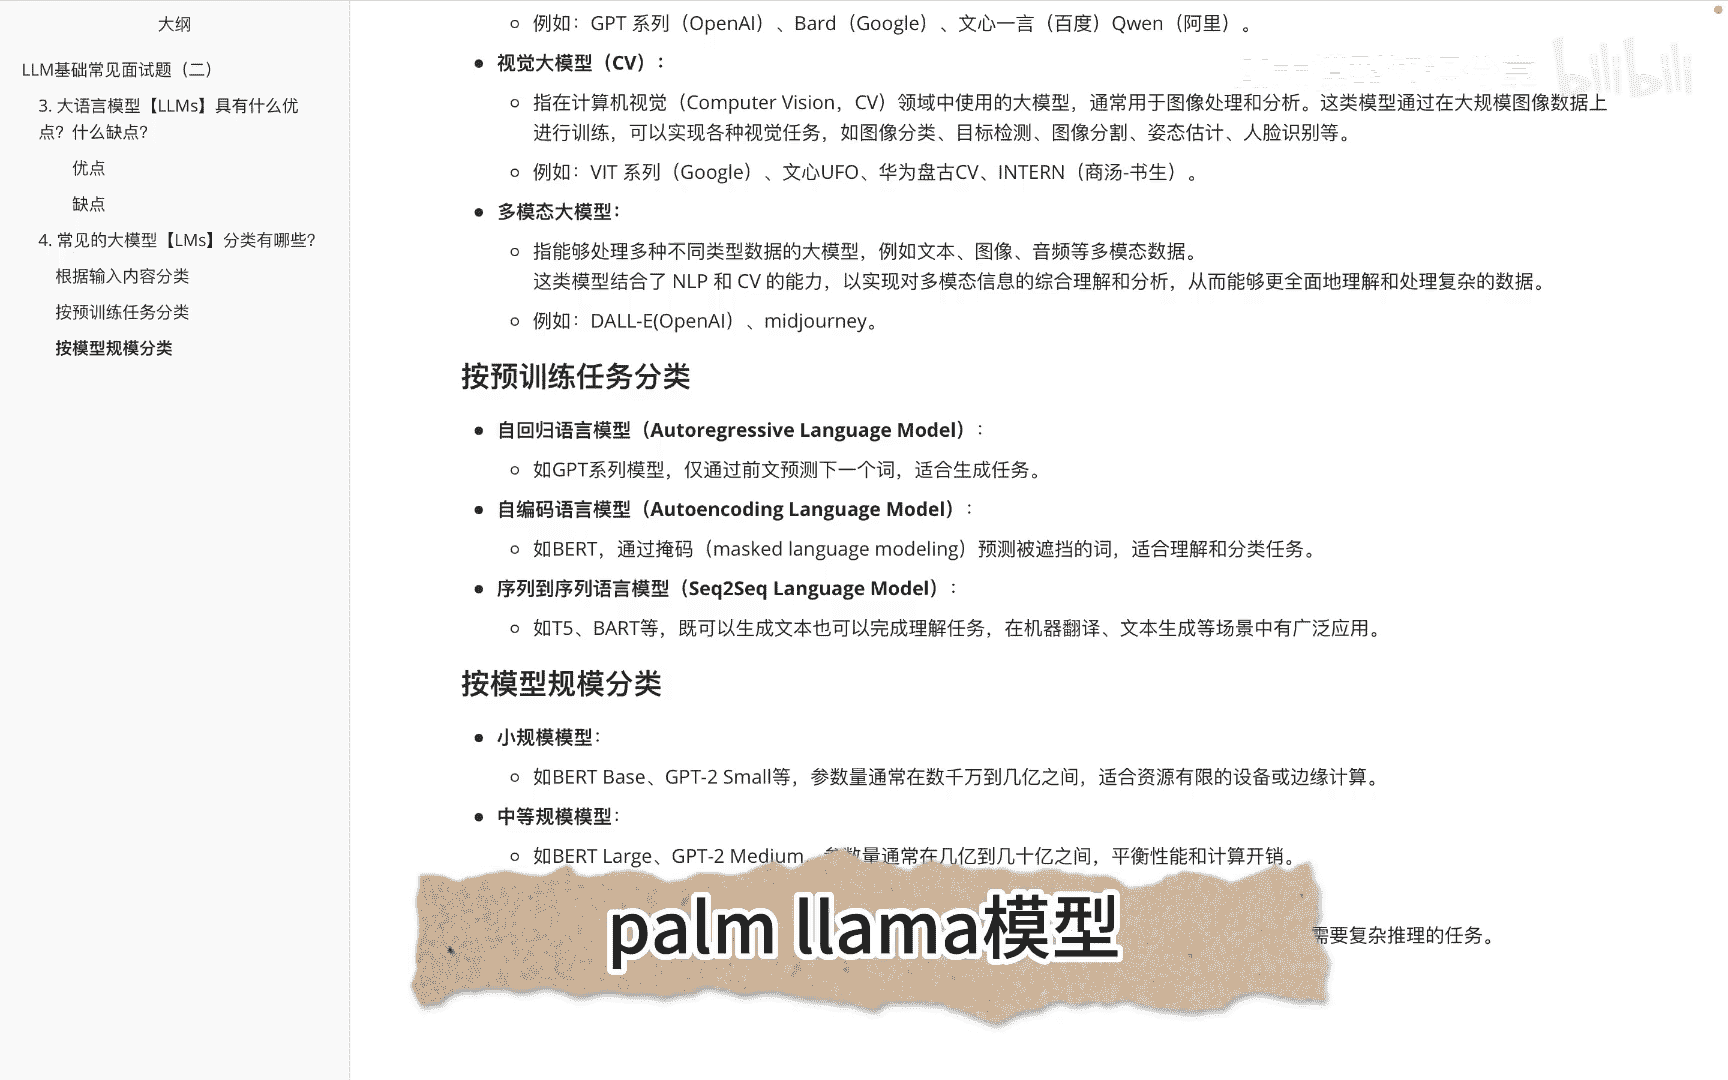 大纲
LLM基础常见面试题（二）
3. 大语言模型【LLMs】具有什么优
点？什么缺点？
优点
缺点
4. 常见的大模型【LMs】分类有哪些？
根据输入内容分类
按预训练任务分类
按模型规模分类
例如：GPT 系列（OpenAI）、Bard（Google）、文心一言（百度）Qwen（阿里）。
视觉大模型（CV）：
指在计算机视觉（Computer Vision，CV）领域中使用的大模型，通常用于图像处理和分析。这类模型通过在大规模图像数据上
进行训练，可以实现各种视觉任务，如图像分类、目标检测、图像分割、姿态估计、人脸识别等。
例如：VIT 系列（Google）、文心UFO、华为盘古CV、INTERN（商汤-书生）。
多模态大模型：
指能够处理多种不同类型数据的大模型，例如文本、图像、音频等多模态数据。
这类模型结合了 NLP 和 CV 的能力，以实现对多模态信息的综合理解和分析，从而能够更全面地理解和处理复杂的数据。
例如：DALL-E(OpenAI）、midjourney。
按预训练任务分类
自回归语言模型（Autoregressive Language Model）：
如GPT系列模型，仅通过前文预测下一个词，适合生成任务。
自编码语言模型（Autoencoding Language Model）：
如BERT，通过掩码（masked language modeling）预测被遮挡的词，适合理解和分类任务。
序列到序列语言模型（Seq2Seq Language Model）：
如T5、BART等，既可以生成文本也可以完成理解任务，在机器翻译、文本生成等场景中有广泛应用。
按模型规模分类
小规模模型：
如BERT Base、GPT-2 Small等，参数量通常在数千万到几亿之间，适合资源有限的设备或边缘计算。
中等规模模型：
如BERT Large、GPT-2 Medium，参数量通常在几亿到几十亿之间，平衡性能和计算开销。
需要复杂推理的任务。
palm llama模型
bilibili